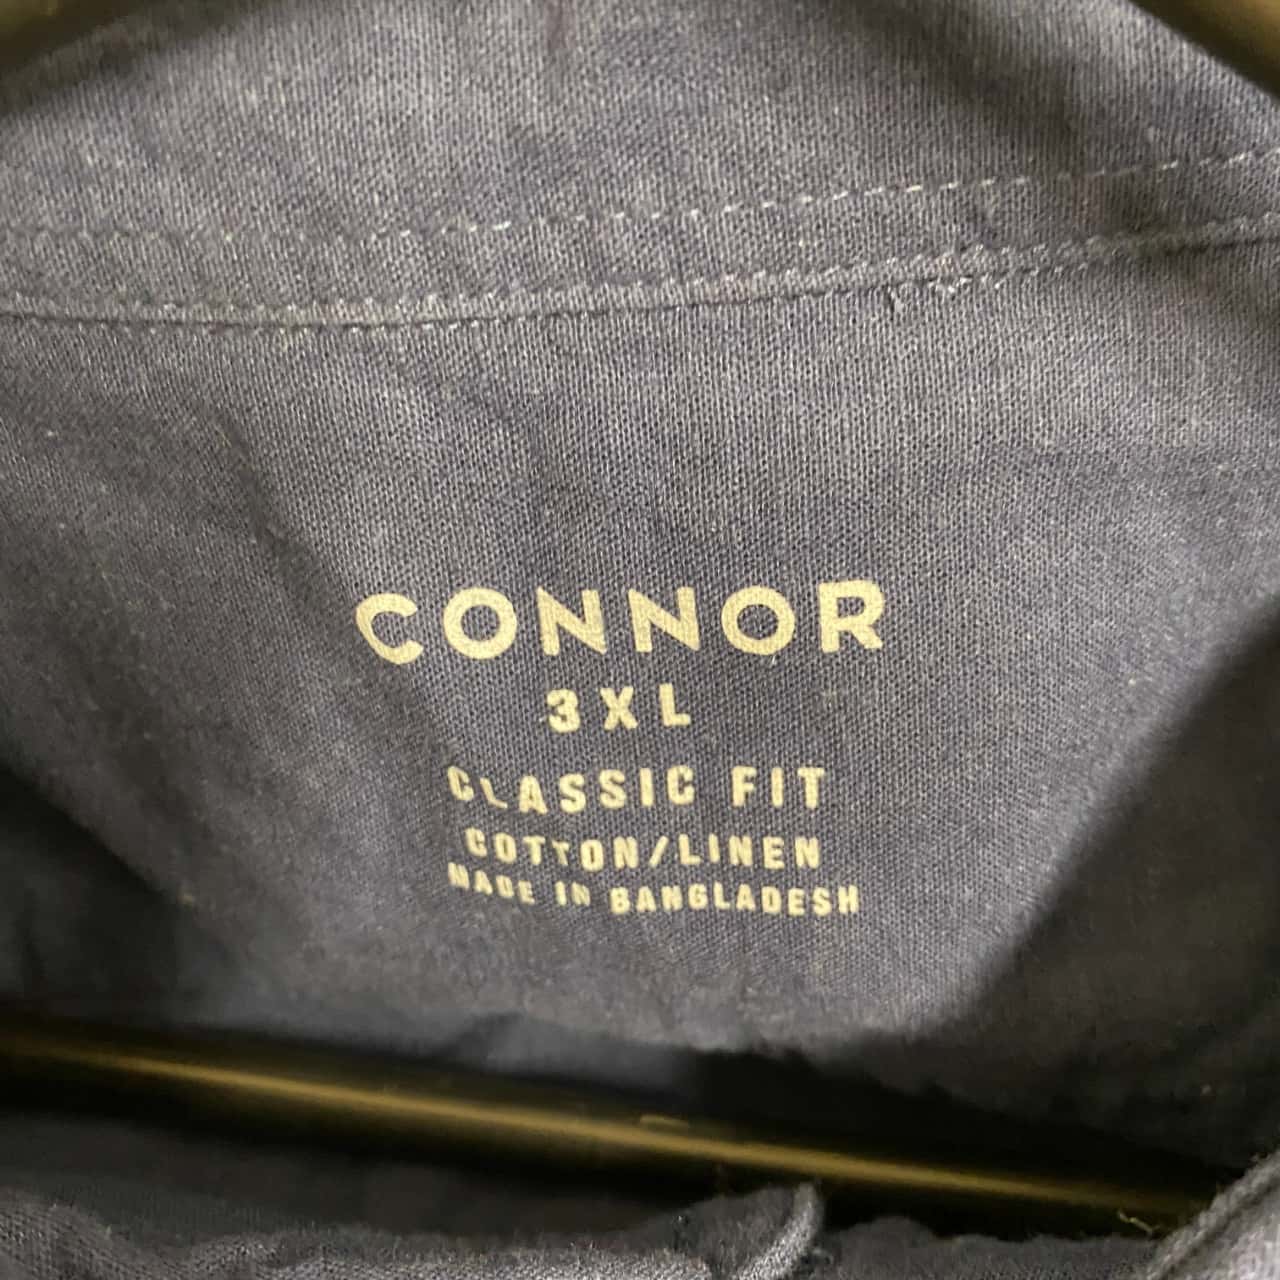 CONNOR
3XL
CLASSIC FIT
COTTON/LINEN
MADE IN BANGLADESH